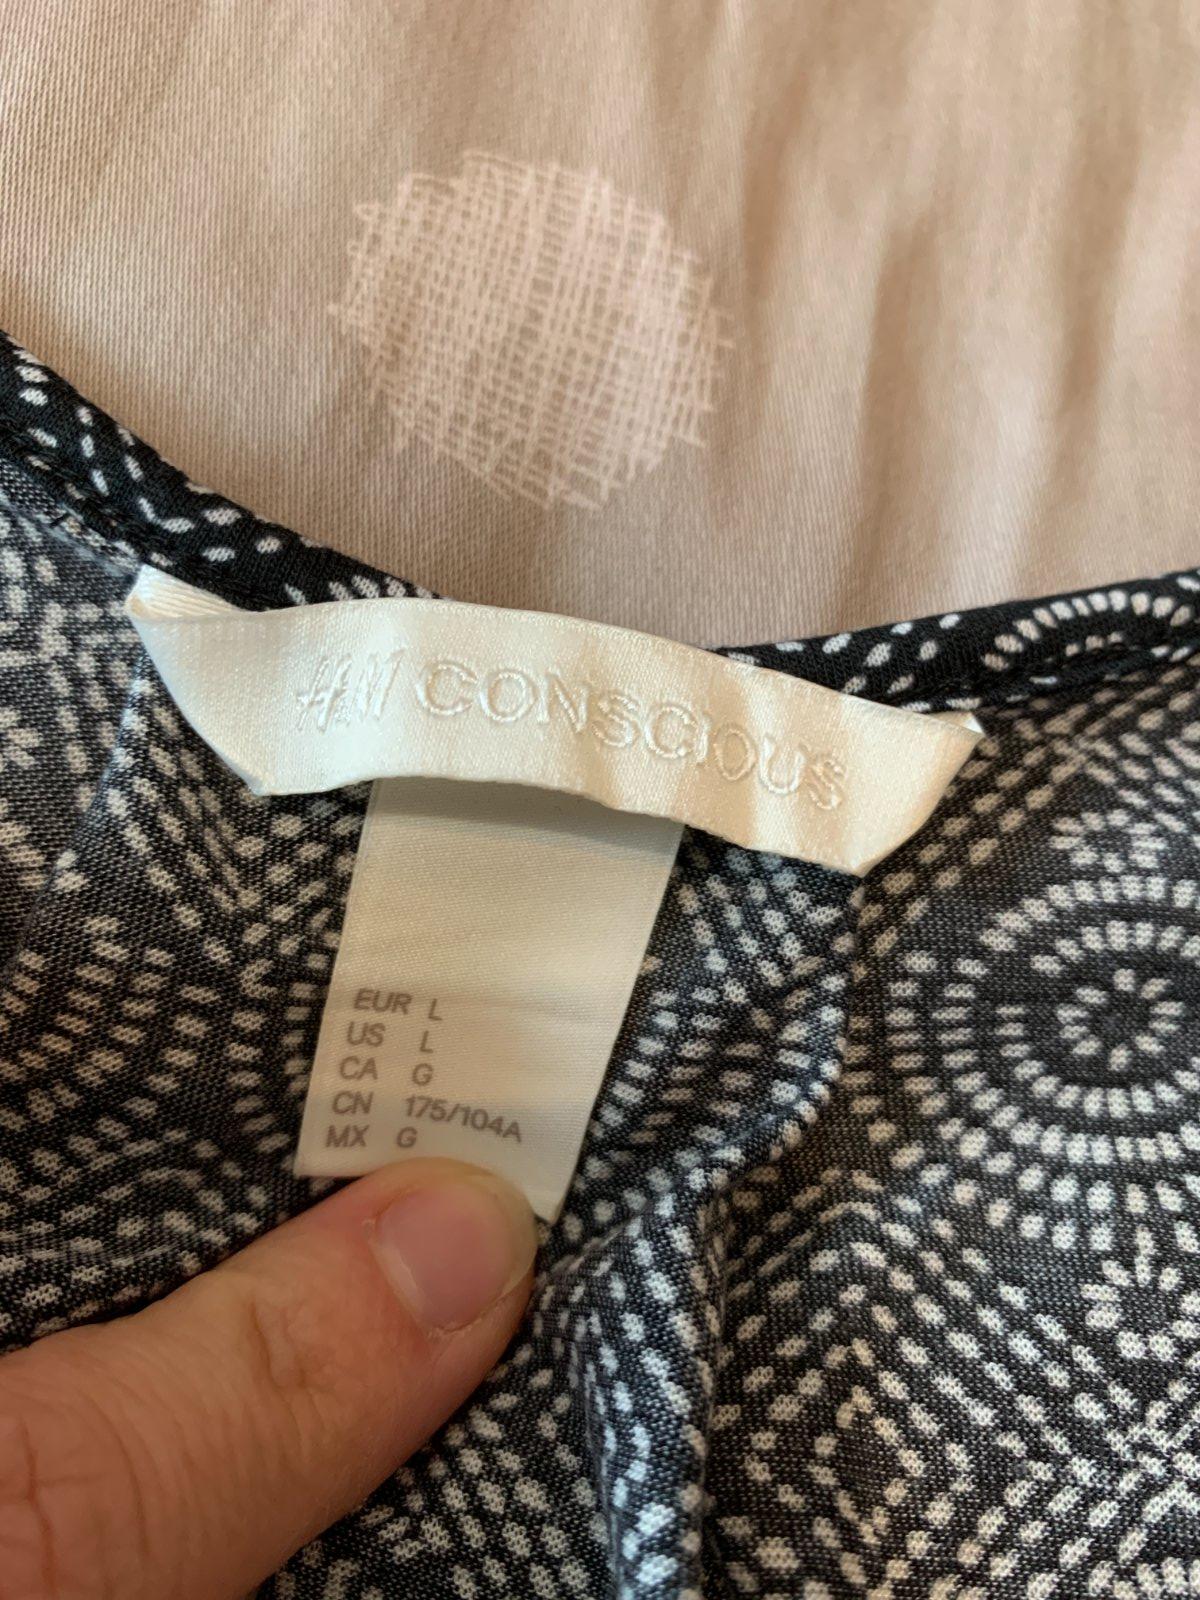 H&M CONSCIOUS
EUR L
US L
CA G
CN 175/104A
MX G